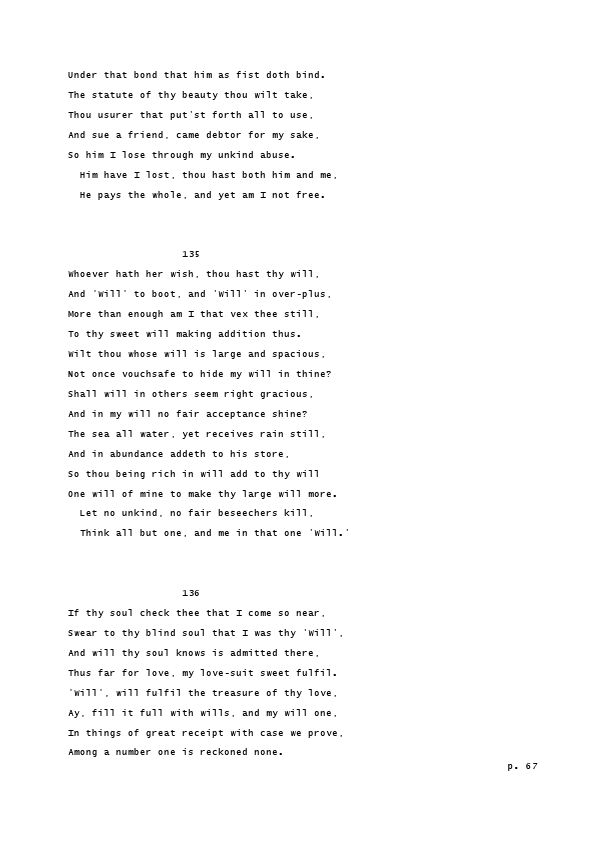 Under that bond that him as fist doth bind.
The statute of thy beauty thou wilt take,
Thou usurer that put'st forth all to use,
And sue a friend, came debtor for my sake,
So him I lose through my unkind abuse.
Him have I lost, thou hast both him and me,
He pays the whole, and yet am I not free.
135
Whoever hath her wish, thou hast thy will,
And 'Will' to boot, and 'Will' in over-plus,
More than enough am I that vex thee still,
To thy sweet will making addition thus.
Wilt thou whose will is large and spacious,
Not once vouchsafe to hide my will in thine?
Shall will in others seem right gracious,
And in my will no fair acceptance shine?
The sea all water, yet receives rain still,
And in abundance addeth to his store,
So thou being rich in will add to thy will
One will of mine to make thy large will more.
Let no unkind, no fair beseechers kill,
Think all but one, and me in that one 'Will.'
136
If thy soul check thee that I come so near,
Swear to thy blind soul that I was thy 'Will',
And will thy soul knows is admitted there,
Thus far for love, my love-suit sweet fulfil.
'Will', will fulfil the treasure of thy love,
Ay, fill it full with wills, and my will one,
In things of great receipt with case we prove,
Among a number one is reckoned none.
p. 67